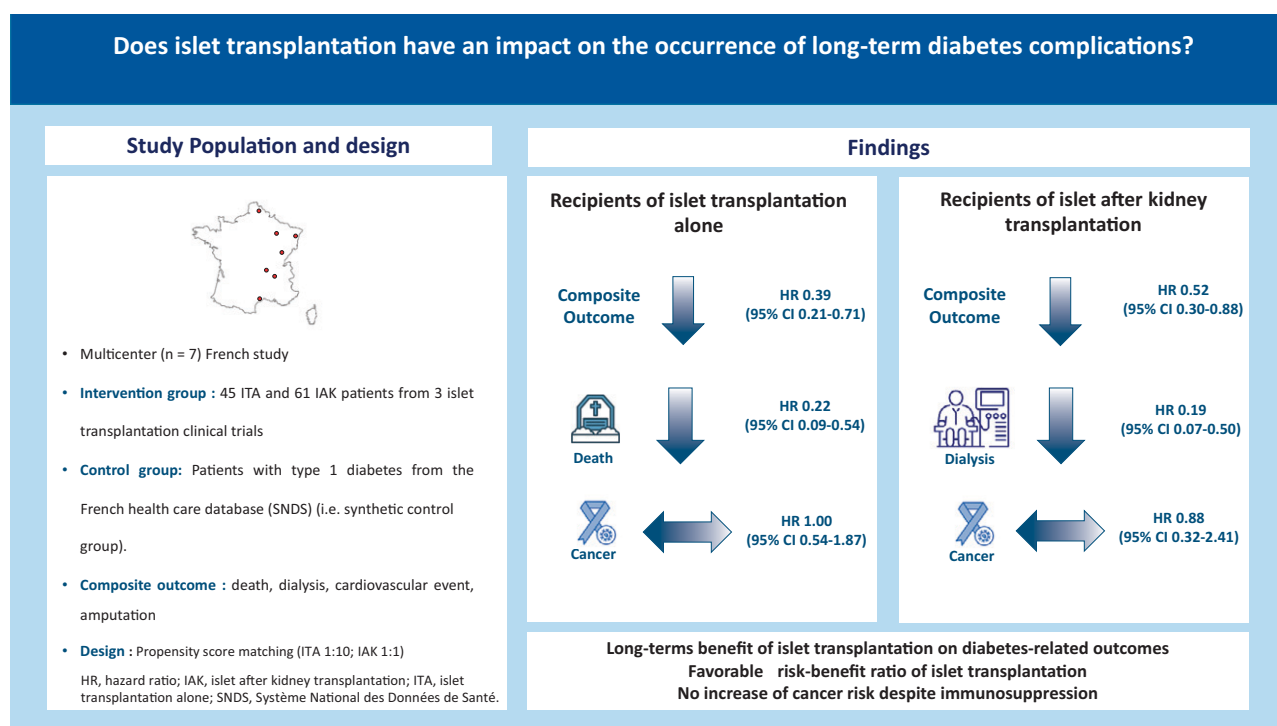 Does islet transplantation have an impact on the occurrence of long-term diabetes complications?
Study Population and design
• Multicenter (n = 7) French study
• Intervention group : 45 ITA and 61 IAK patients from 3 islet
transplantation clinical trials
• Control group: Patients with type 1 diabetes from the
French health care database (SNDS) (i.e. synthetic control
group).
• Composite outcome : death, dialysis, cardiovascular event,
amputation
• Design : Propensity score matching (ITA 1:10; IAK 1:1)
HR, hazard ratio; IAK, islet after kidney transplantation; ITA, islet
transplantation alone; SNDS, Système National des Données de Santé.
Findings
Recipients of islet transplantation
alone
Composite
Outcome
HR 0.39
(95% CI 0.21-0.71)
Death
HR 0.22
(95% CI 0.09-0.54)
Cancer
HR 1.00
(95% CI 0.54-1.87)
Recipients of islet after kidney
transplantation
Composite
Outcome
HR 0.52
(95% CI 0.30-0.88)
Dialysis
HR 0.19
(95% CI 0.07-0.50)
Cancer
HR 0.88
(95% CI 0.32-2.41)
Long-terms benefit of islet transplantation on diabetes-related outcomes
Favorable risk-benefit ratio of islet transplantation
No increase of cancer risk despite immunosuppression